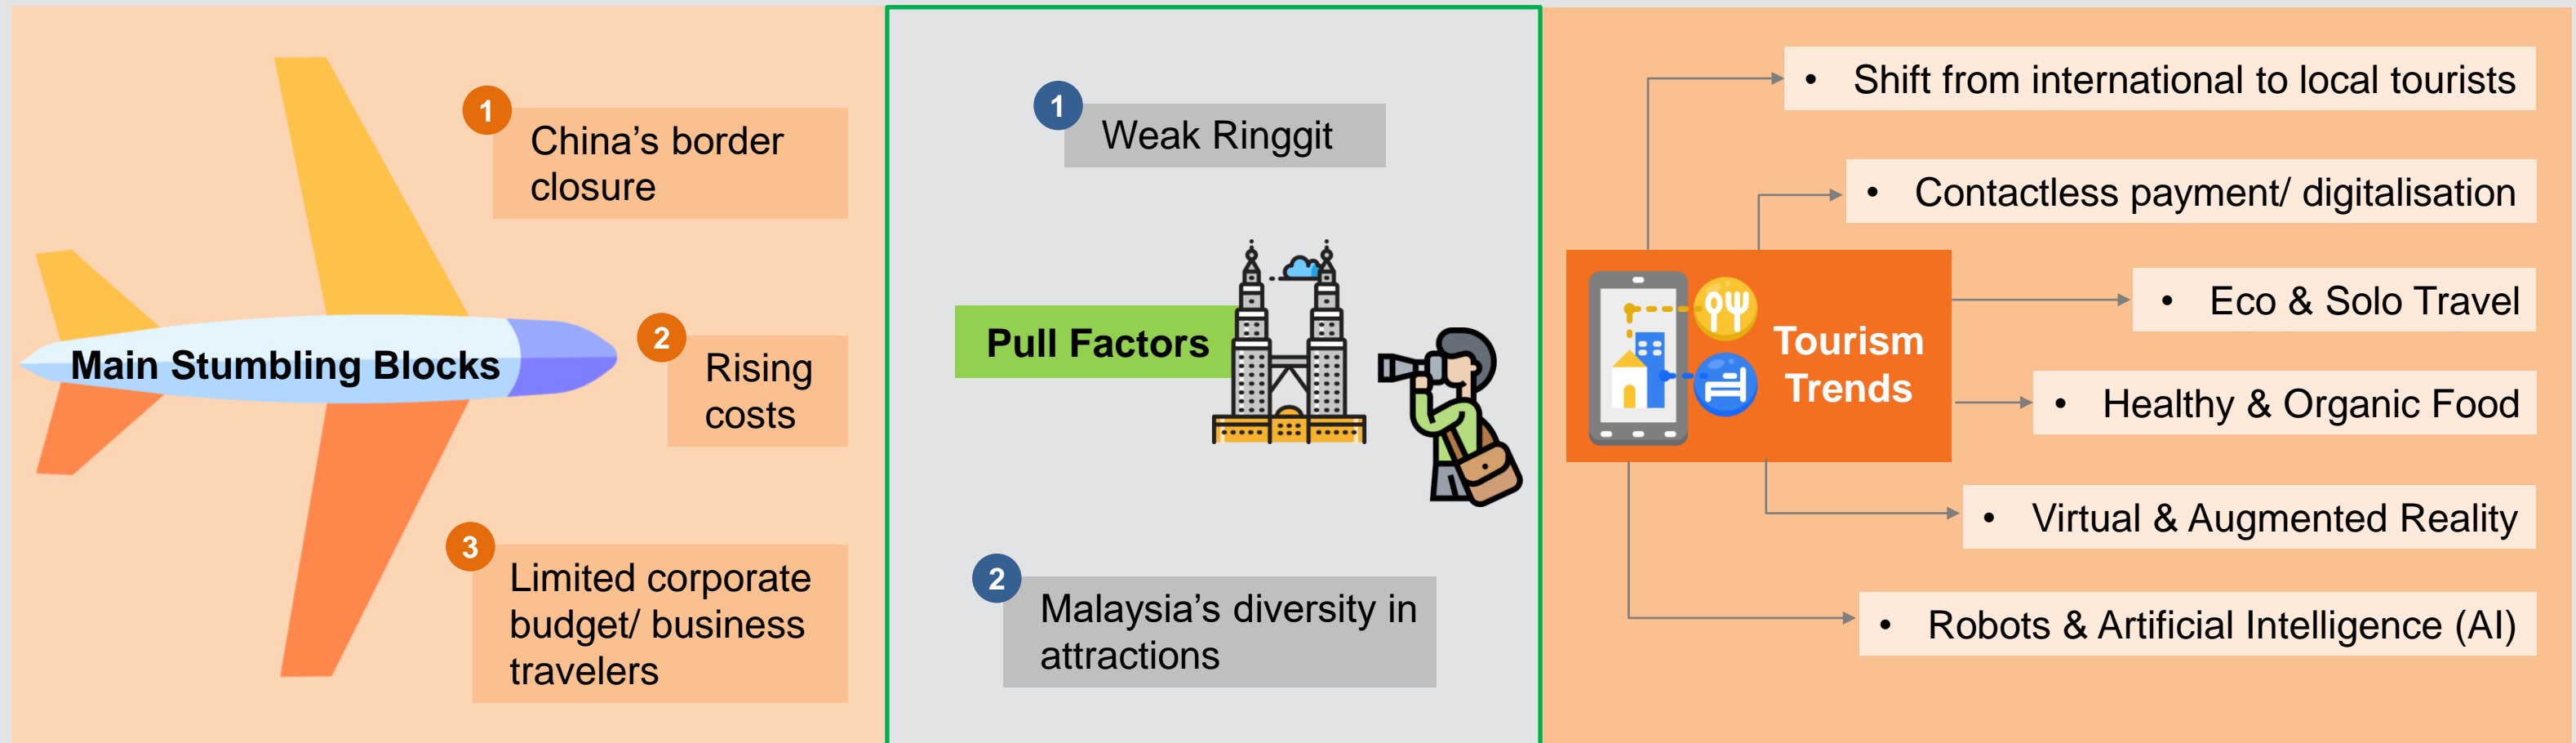 Main Stumbling Blocks
1
China’s border
closure
2
Rising
costs
3
Limited corporate
budget/ business
travelers
1
Weak Ringgit
Pull Factors
2
Malaysia’s diversity in
attractions
Tourism
Trends
• Shift from international to local tourists
• Contactless payment/ digitalisation
• Eco & Solo Travel
• Healthy & Organic Food
• Virtual & Augmented Reality
• Robots & Artificial Intelligence (AI)